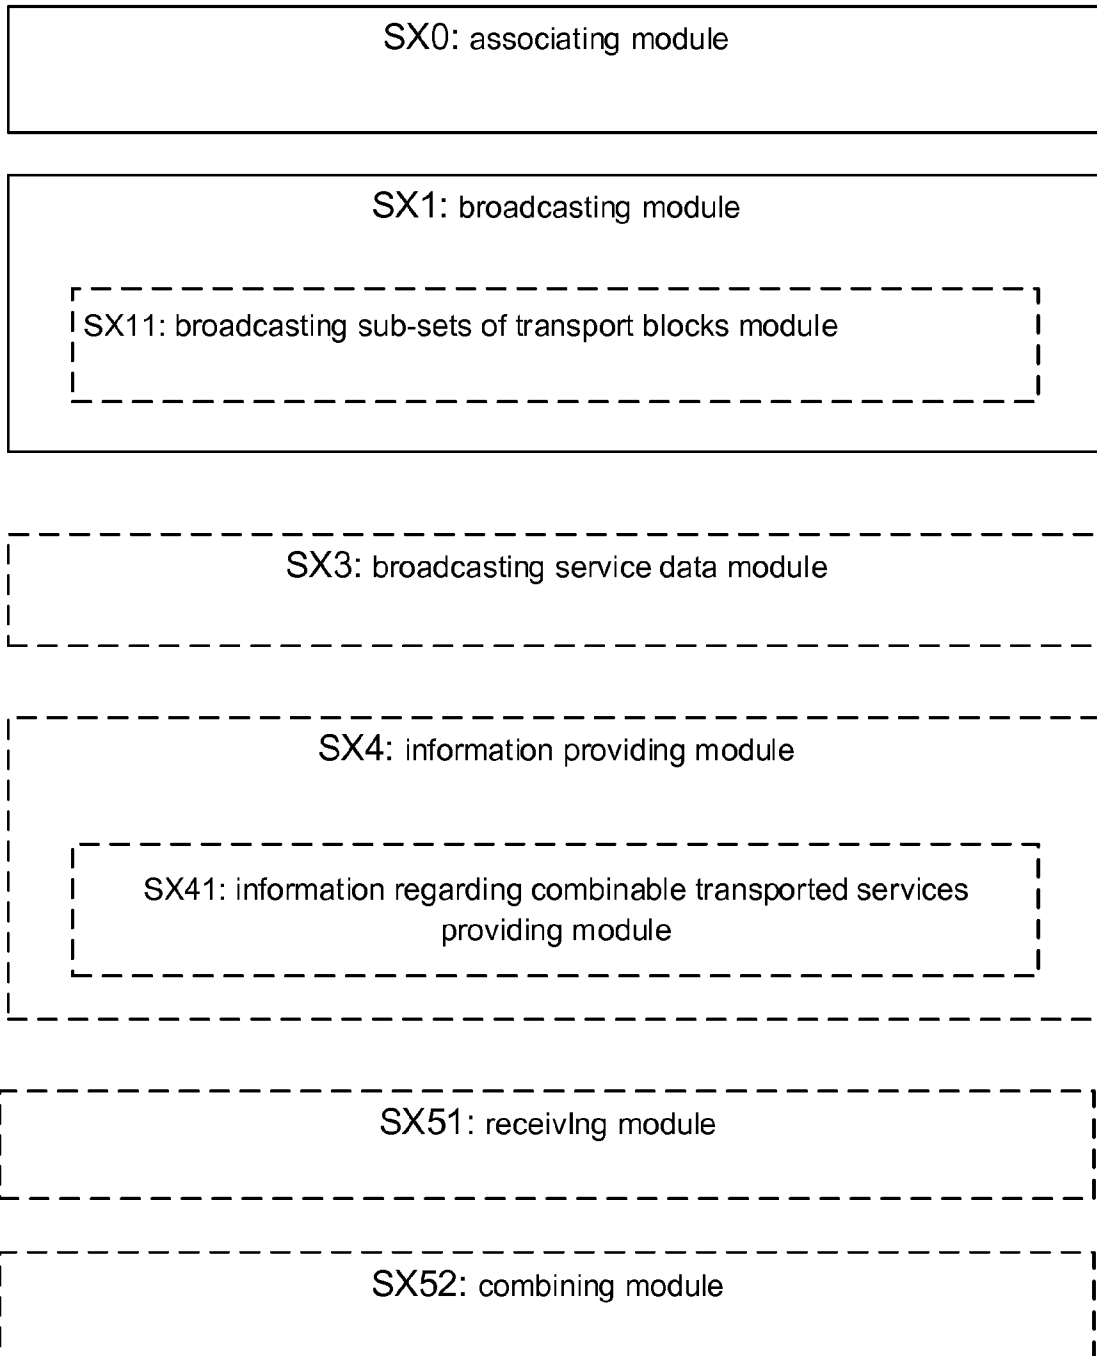 SX0: associating module
SX1: broadcasting module
SX11: broadcasting sub-sets of transport blocks module
SX3: broadcasting service data module
SX4: information providing module
SX41: information regarding combinable transported services
providing module
SX51: receivIng module
SX52: combining module